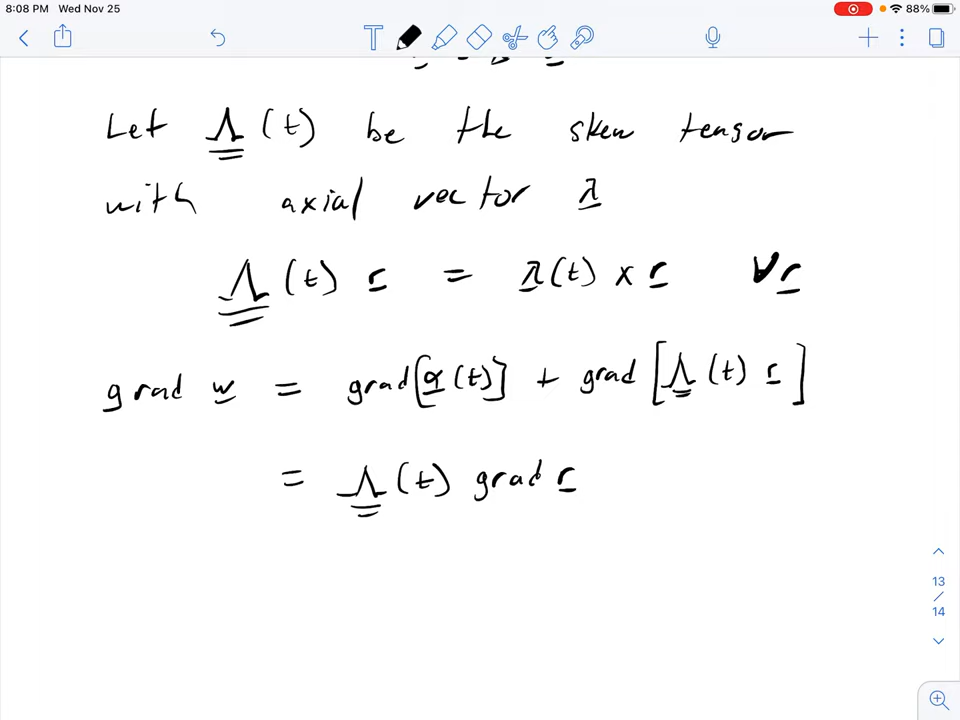 8:08 PM Wed Nov 25 88%
T
Let Λ(t) be the skew tensor
with axial vector λ
Λ(t) r = λ(t) x r ∀r
grad w = grad[α(t)] + grad[Λ(t) r]
= Λ(t) grad r
13
/
14